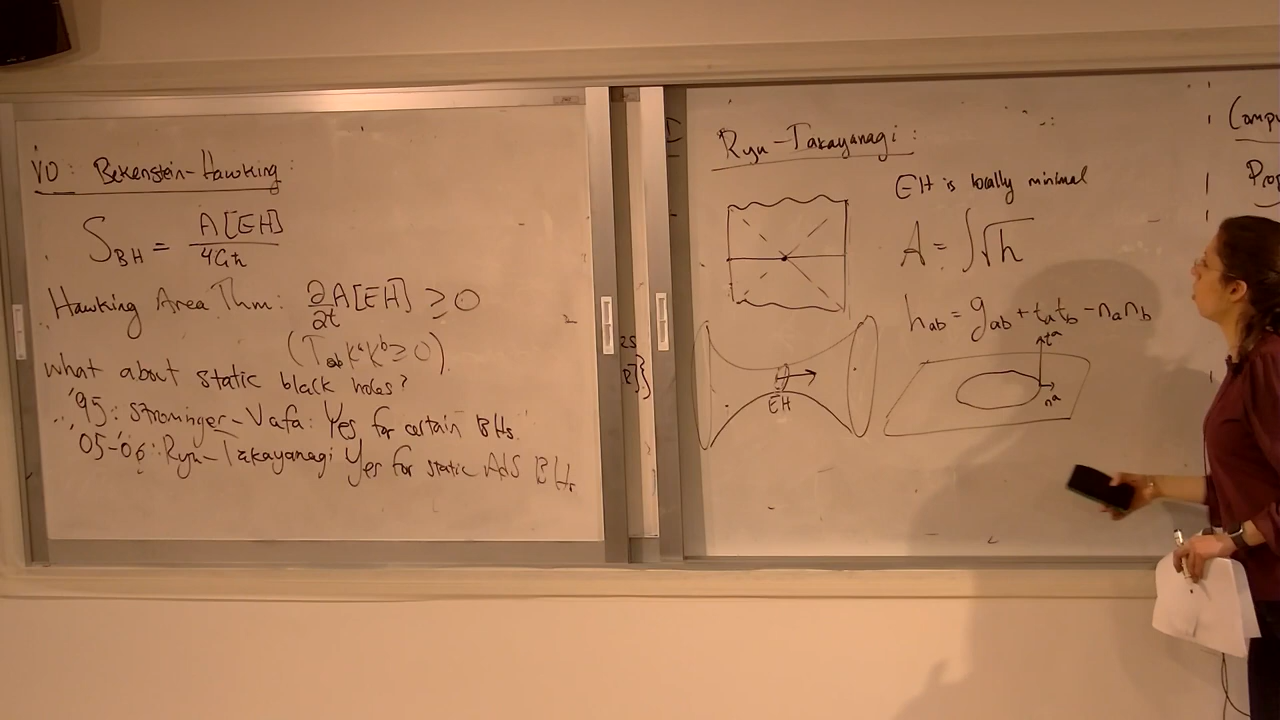 VO : Bekenstein-Hawking :
S_BH = A[EH] / 4Għ
Hawking Area Thm: ∂/∂t A[EH] ≥ 0
(T_ab k^a k^b ≥ 0).
What about static black holes?
'95: Strominger-Vafa: Yes for certain BHs.
'05-'06: Ryu-Takayanagi Yes for static AdS BHs.
Ryu-Takayanagi :
EH is locally minimal
A = ∫√h
h_ab = g_ab + t_a t_b - n_a n_b
t^a
n^a
EH